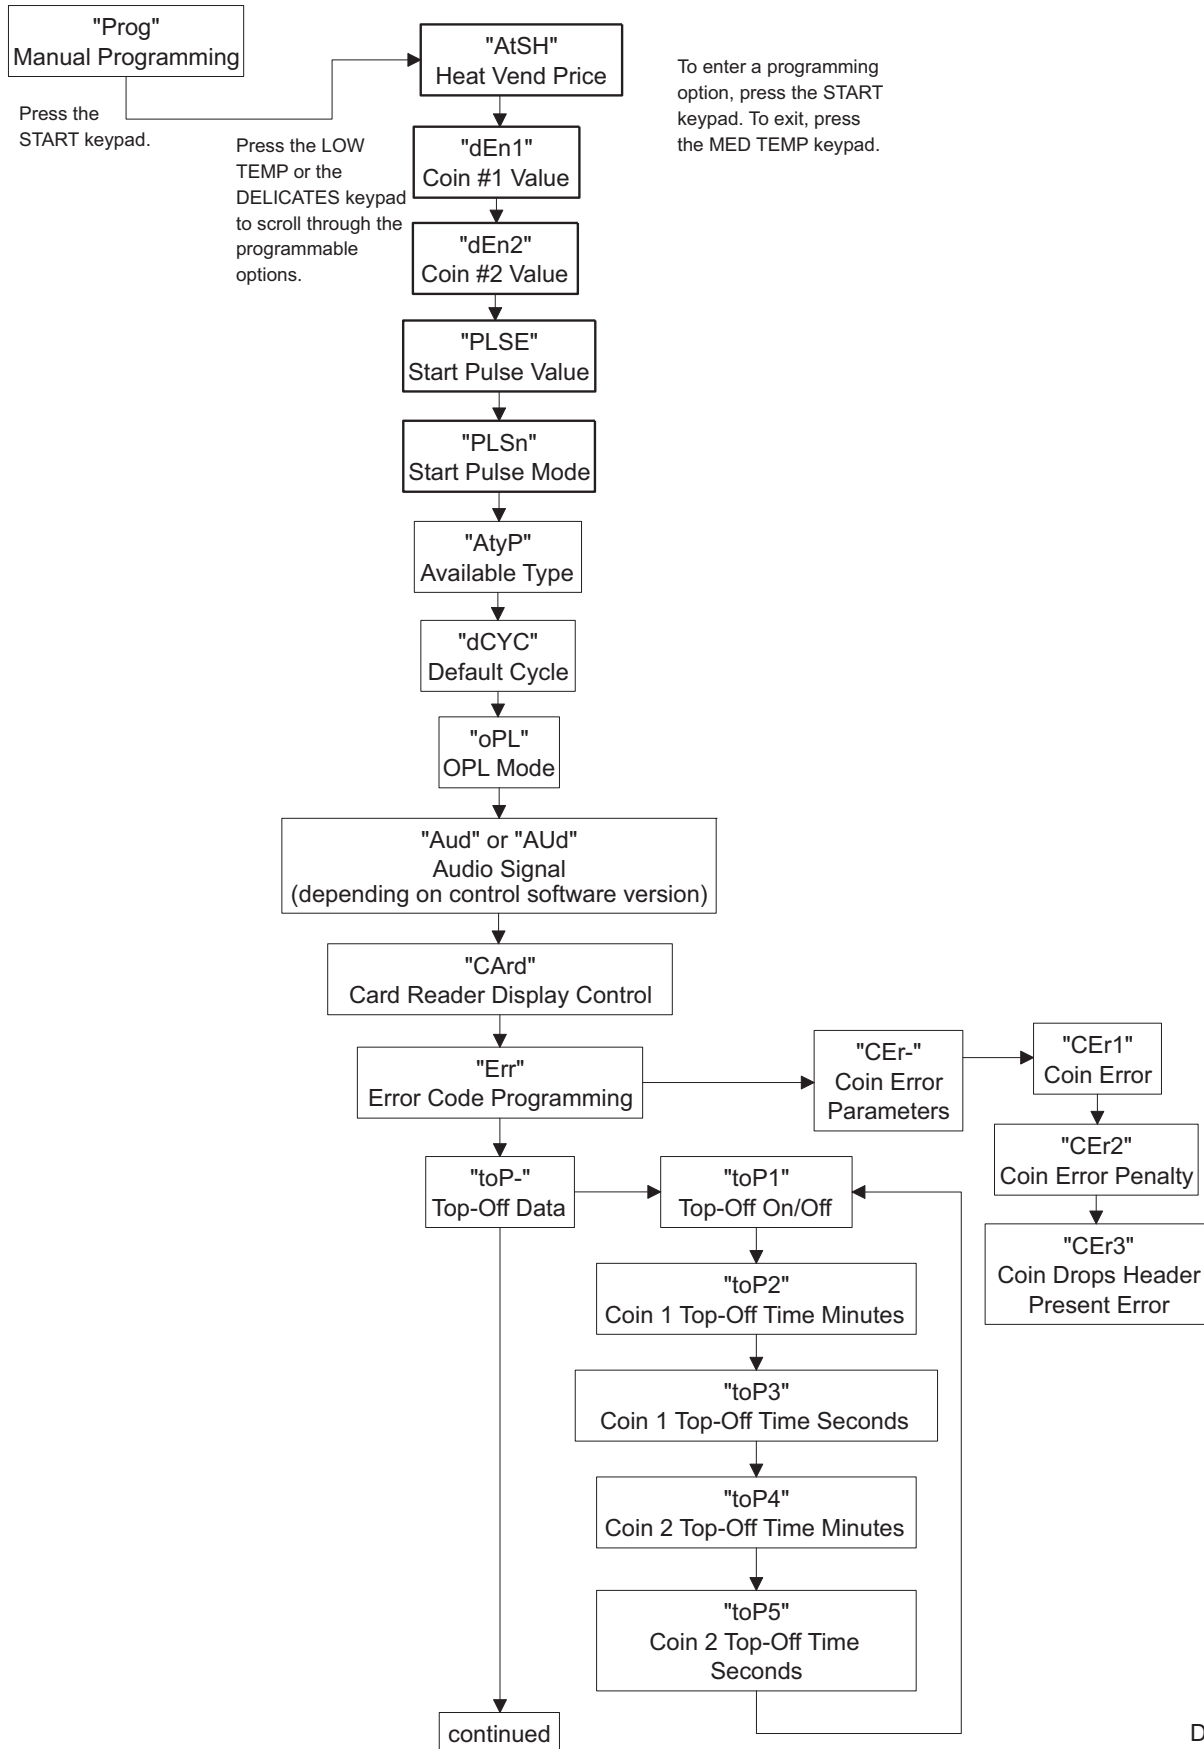 "Prog"
Manual Programming
Press the
START keypad.
"AtSH"
Heat Vend Price
To enter a programming
option, press the START
keypad. To exit, press
the MED TEMP keypad.
Press the LOW
TEMP or the
DELICATES keypad
to scroll through the
programmable
options.
"dEn1"
Coin #1 Value
"dEn2"
Coin #2 Value
"PLSE"
Start Pulse Value
"PLSn"
Start Pulse Mode
"AtyP"
Available Type
"dCYC"
Default Cycle
"oPL"
OPL Mode
"Aud" or "AUd"
Audio Signal
(depending on control software version)
"CArd"
Card Reader Display Control
"Err"
Error Code Programming
"CEr-"
Coin Error
Parameters
"CEr1"
Coin Error
"CEr2"
Coin Error Penalty
"CEr3"
Coin Drops Header
Present Error
"toP-"
Top-Off Data
"toP1"
Top-Off On/Off
"toP2"
Coin 1 Top-Off Time Minutes
"toP3"
Coin 1 Top-Off Time Seconds
"toP4"
Coin 2 Top-Off Time Minutes
"toP5"
Coin 2 Top-Off Time
Seconds
continued
D